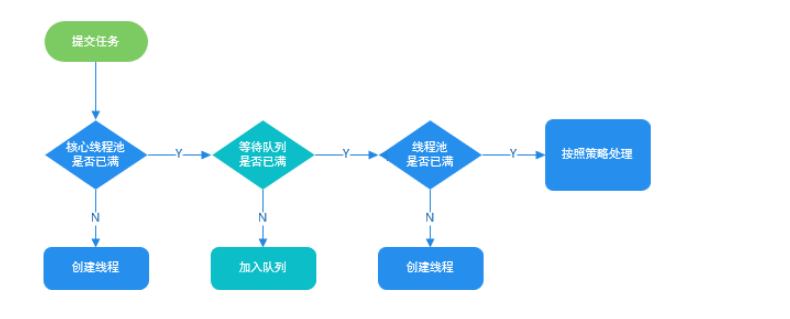 提交任务
核心线程池
是否已满
Y
等待队列
是否已满
Y
线程池
是否已满
Y
按照策略处理
N
N
N
创建线程
加入队列
创建线程